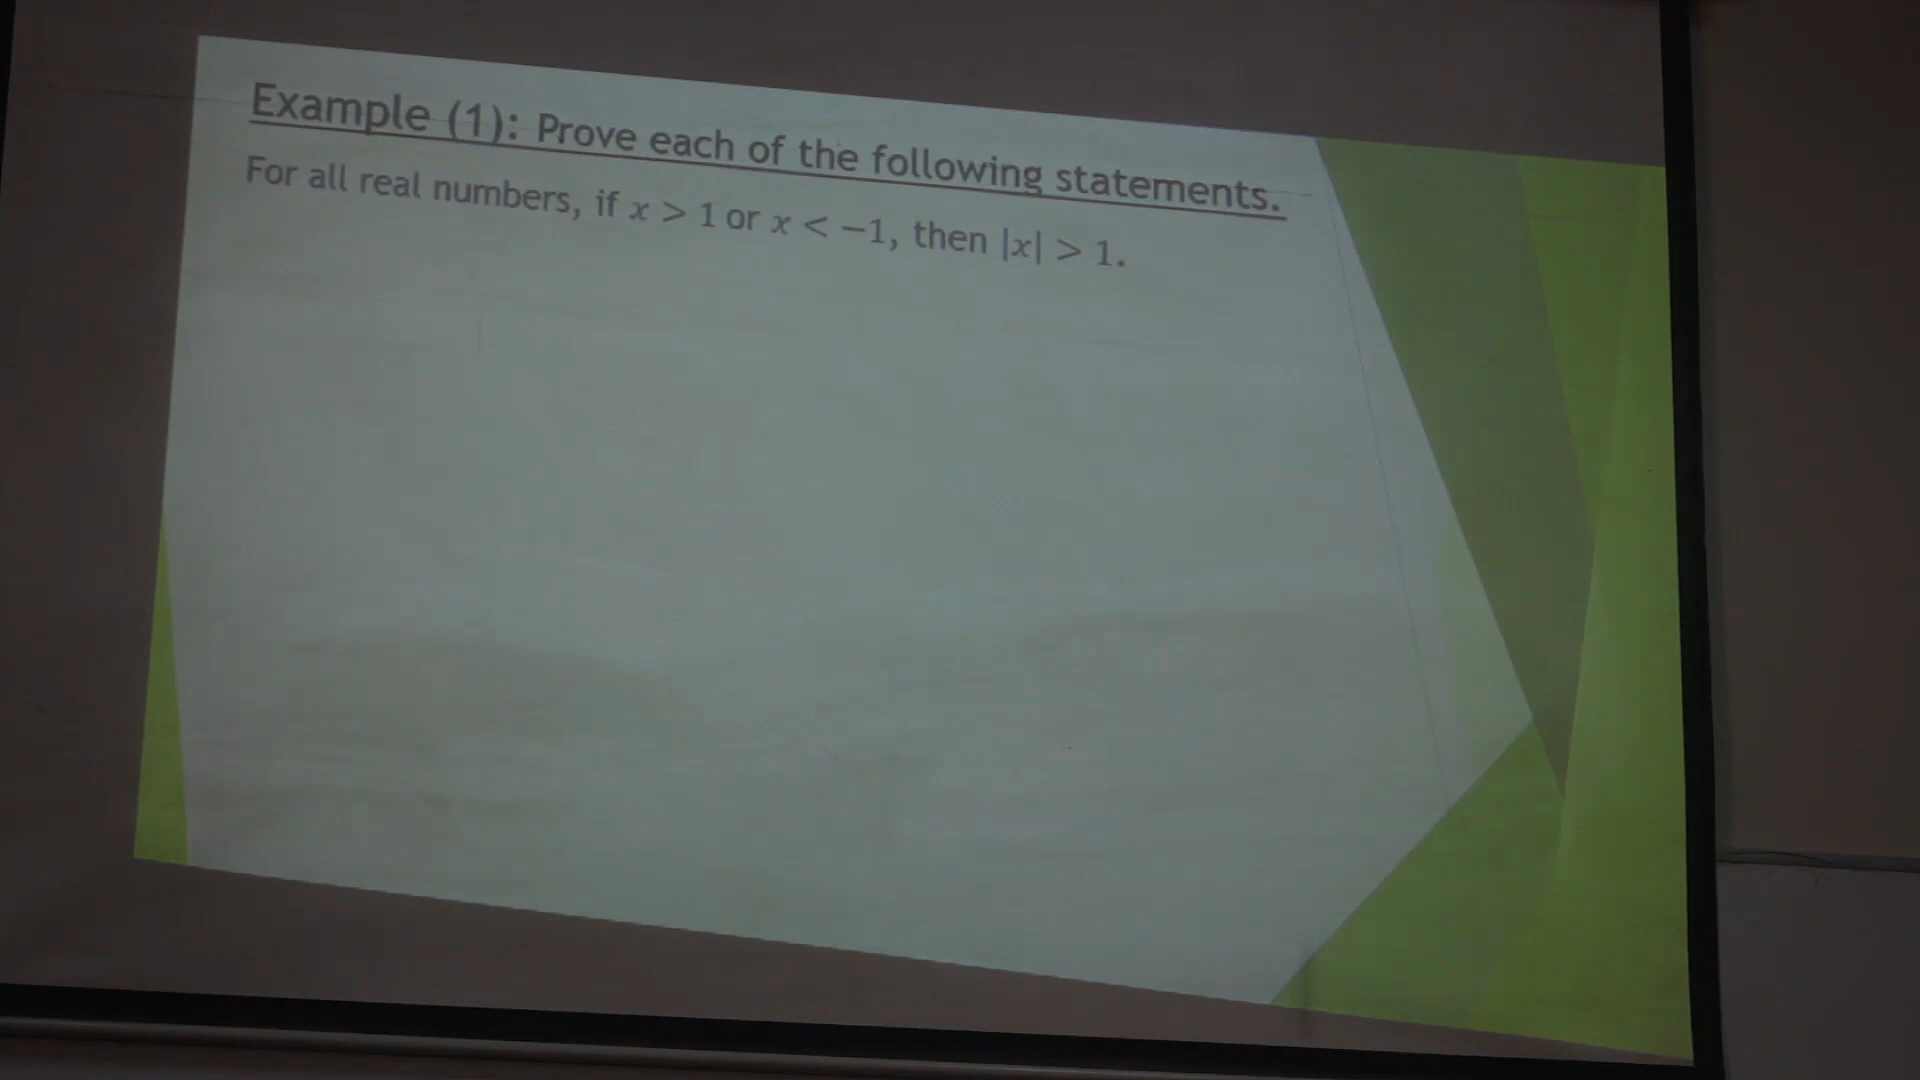 Example (1): Prove each of the following statements.
For all real numbers, if x > 1 or x < −1, then |x| > 1.